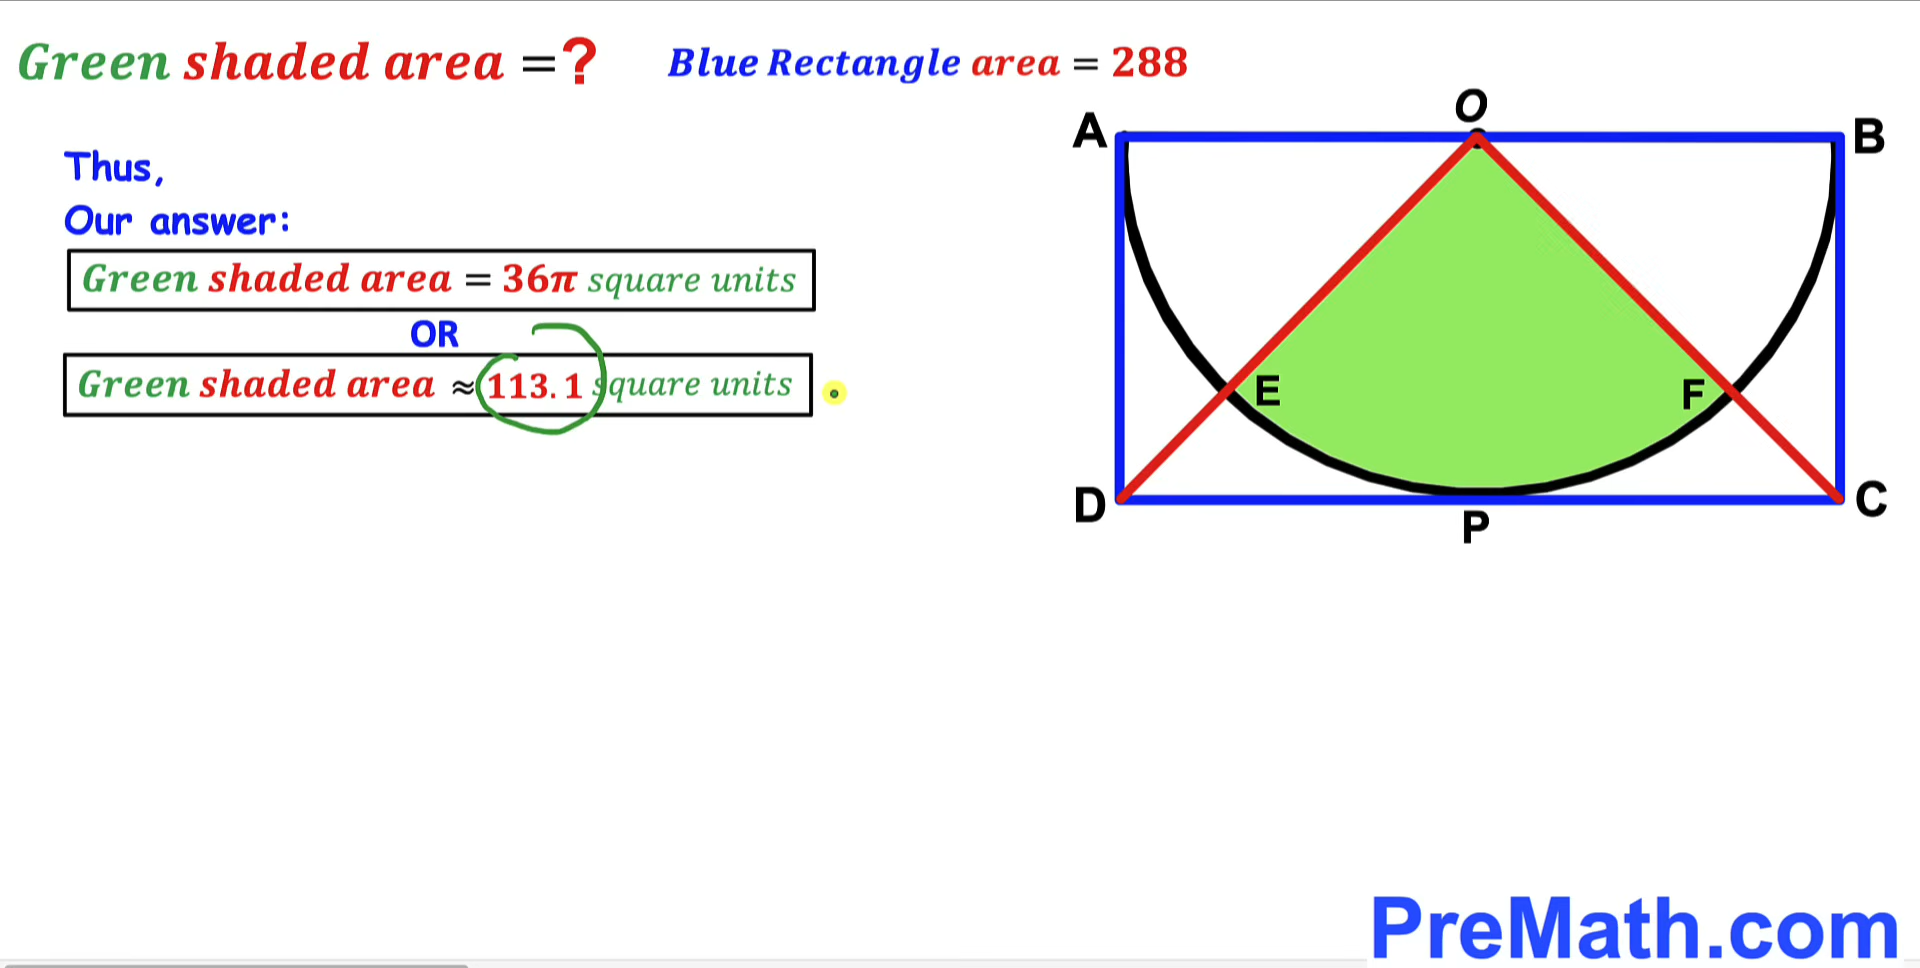 Green shaded area =? Blue Rectangle area = 288
Thus,
Our answer:
Green shaded area = 36π square units
OR
Green shaded area ≈ 113.1 square units
O
A
B
E
F
D
C
P
PreMath.com